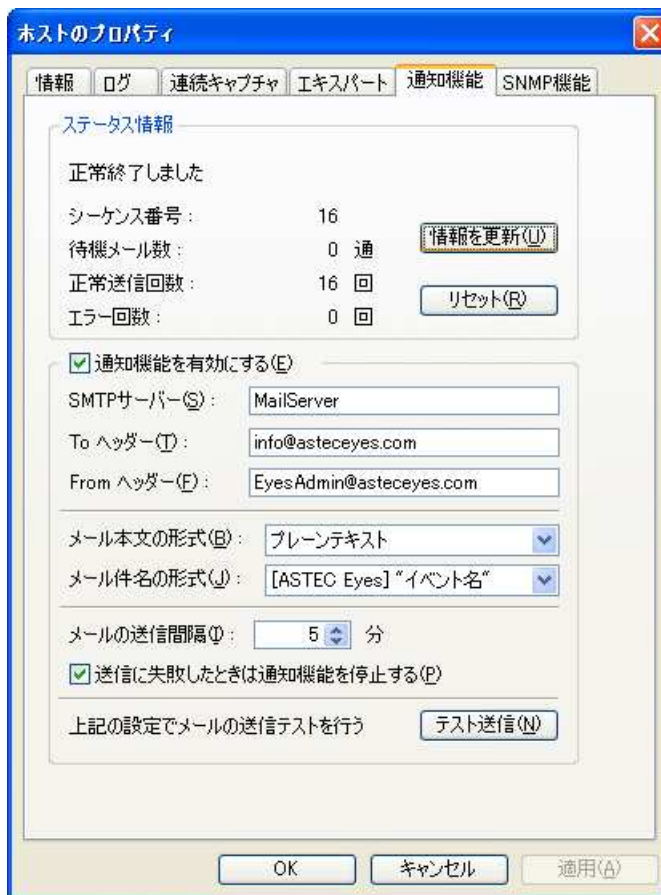 ホストのプロパティ
情報 ログ 連続キャプチャ エキスパート 通知機能 SNMP機能
ステータス情報
正常終了しました
シーケンス番号： 16
待機メール数： 0 通
情報を更新(U)
正常送信回数： 16 回
リセット(R)
エラー回数： 0 回
通知機能を有効にする(E)
SMTPサーバー(S)： MailServer
To ヘッダー(T)： info@asteceyes.com
From ヘッダー(F)： EyesAdmin@asteceyes.com
メール本文の形式(B)： プレーンテキスト
メール件名の形式(J)： [ASTEC Eyes] "イベント名"
メールの送信間隔(I)： 5 分
送信に失敗したときは通知機能を停止する(P)
上記の設定でメールの送信テストを行う テスト送信(N)
OK キャンセル 適用(A)